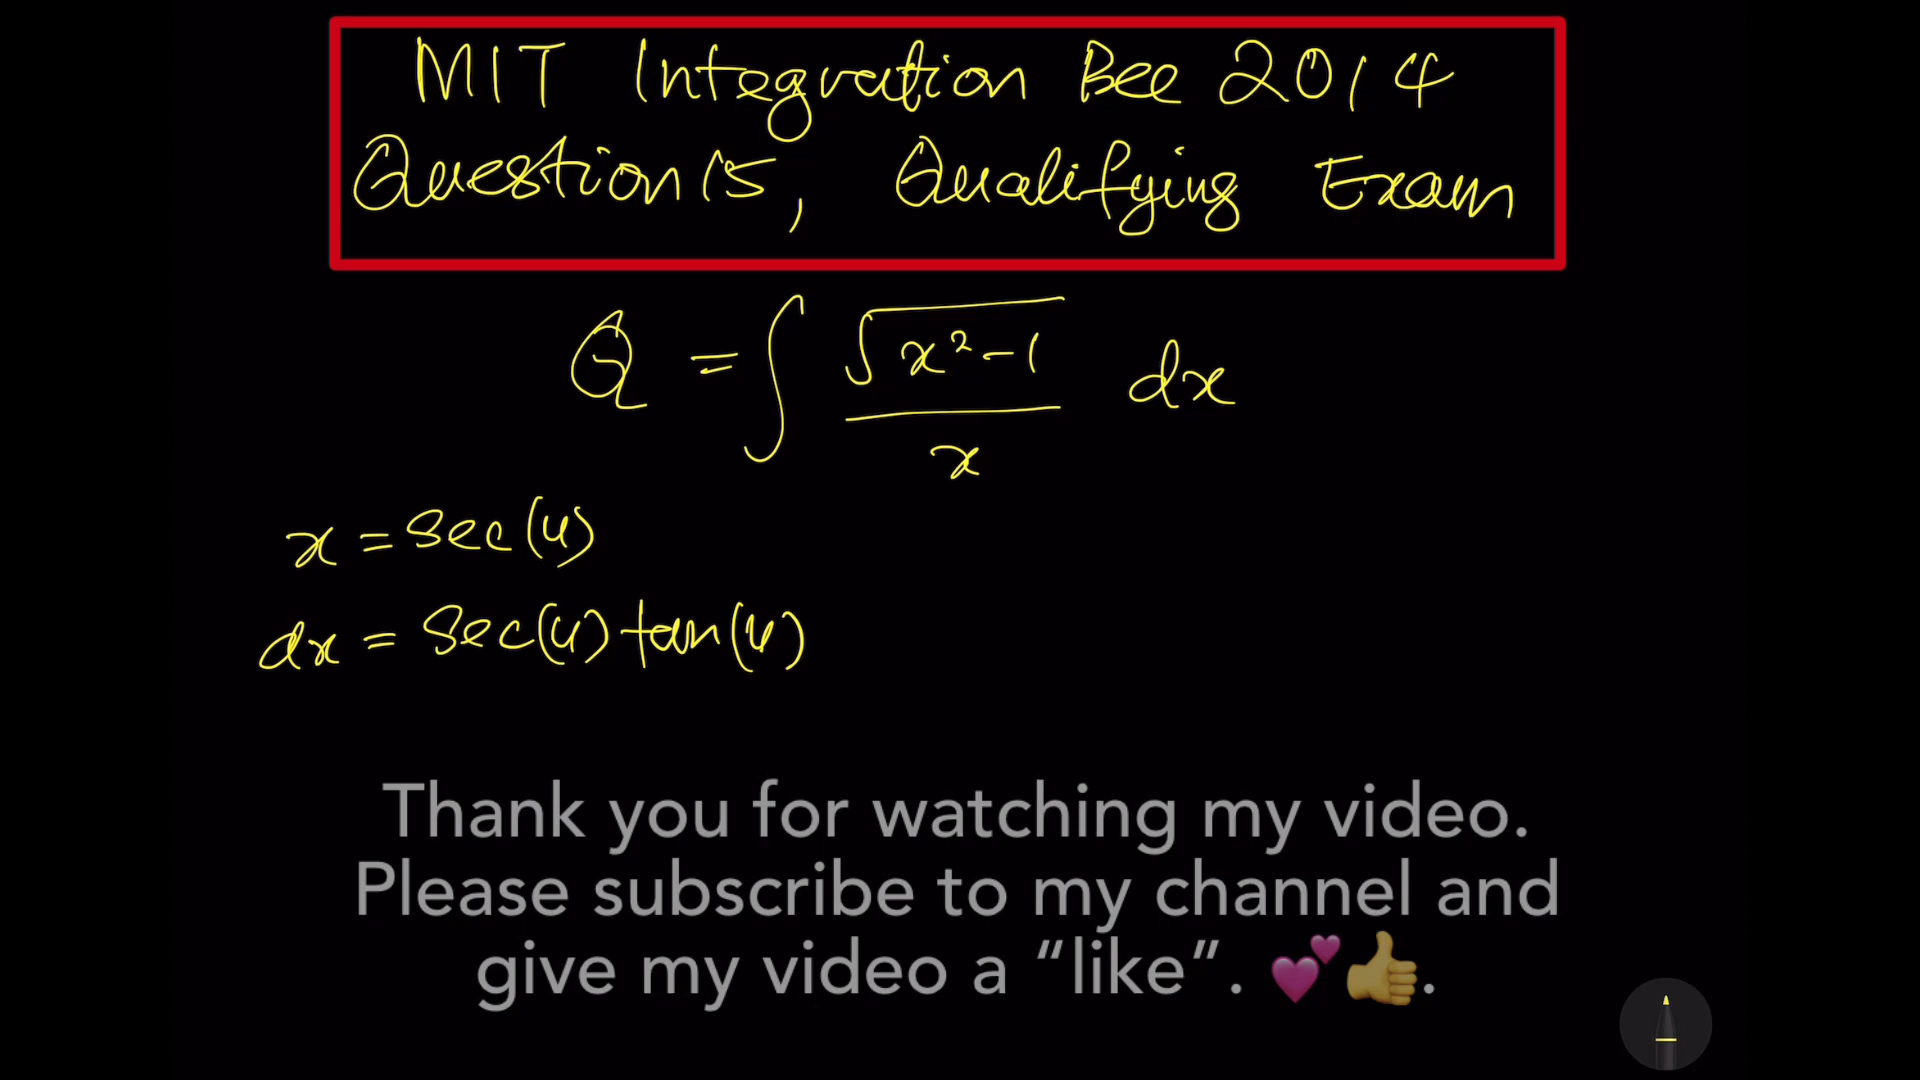 MIT Integration Bee 2014
Question 15, Qualifying Exam
Q = ∫ √(x²-1) / x dx
x = sec(u)
dx = sec(u) tan(u)
Thank you for watching my video.
Please subscribe to my channel and
give my video a “like”. 💕👍.